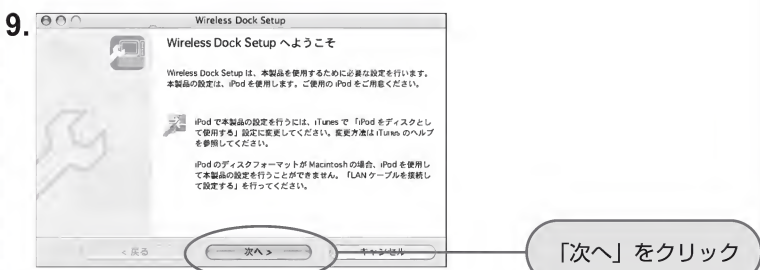 9.
Wireless Dock Setup
Wireless Dock Setup へようこそ
Wireless Dock Setup は、本製品を使用するために必要な設定を行います。
本製品の設定は、iPod を使用します。ご使用の iPod をご用意ください。
iPod で本製品の設定を行うには、iTunes で 「iPod をディスクとし
て使用する」設定に変更してください。変更方法は iTunes のヘルプ
を参照してください。
iPod のディスクフォーマットが Macintosh の場合、iPod を使用し
て本製品の設定を行うことができません。「LAN ケーブルを接続し
て設定する」を行ってください。
< 戻る
次へ >
キャンセル
「次へ」をクリック